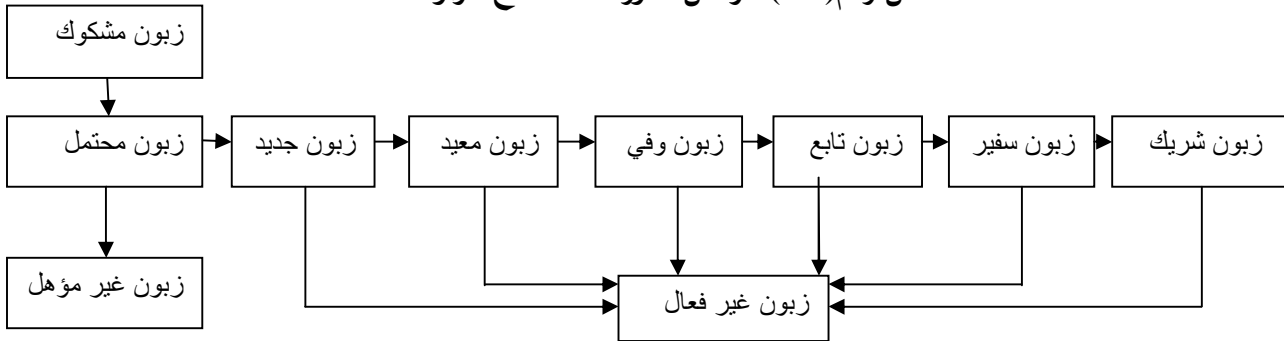 زبون مشكوك
زبون محتمل
زبون جديد
زبون معيد
زبون وفي
زبون تابع
زبون سفير
زبون شريك
زبون غير مؤهل
زبون غير فعال